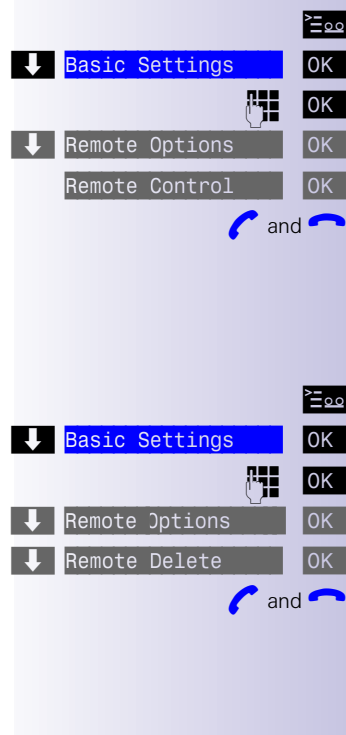 Basic Settings OK
OK
Remote Options OK
Remote Control OK
and
Basic Settings OK
OK
Remote Options OK
Remote Delete OK
and